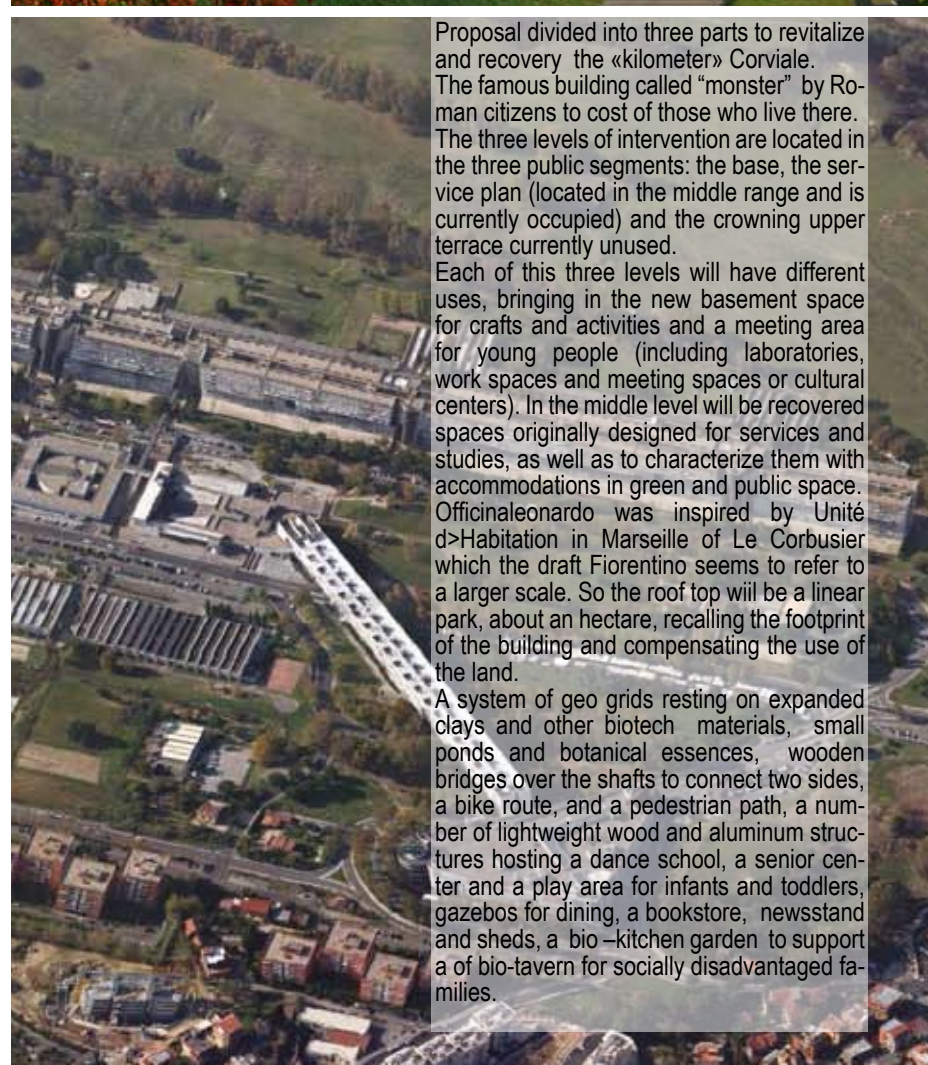 Proposal divided into three parts to revitalize
and recovery the «kilometer» Corviale.
The famous building called “monster” by Ro-
man citizens to cost of those who live there.
The three levels of intervention are located in
the three public segments: the base, the ser-
vice plan (located in the middle range and is
currently occupied) and the crowning upper
terrace currently unused.
Each of this three levels will have different
uses, bringing in the new basement space
for crafts and activities and a meeting area
for young people (including laboratories,
work spaces and meeting spaces or cultural
centers). In the middle level will be recovered
spaces originally designed for services and
studies, as well as to characterize them with
accommodations in green and public space.
Officinaleonardo was inspired by Unité
d>Habitation in Marseille of Le Corbusier
which the draft Fiorentino seems to refer to
a larger scale. So the roof top wiil be a linear
park, about an hectare, recalling the footprint
of the building and compensating the use of
the land.
A system of geo grids resting on expanded
clays and other biotech materials, small
ponds and botanical essences, wooden
bridges over the shafts to connect two sides,
a bike route, and a pedestrian path, a num-
ber of lightweight wood and aluminum struc-
tures hosting a dance school, a senior cen-
ter and a play area for infants and toddlers,
gazebos for dining, a bookstore, newsstand
and sheds, a bio –kitchen garden to support
a of bio-tavern for socially disadvantaged fa-
milies.